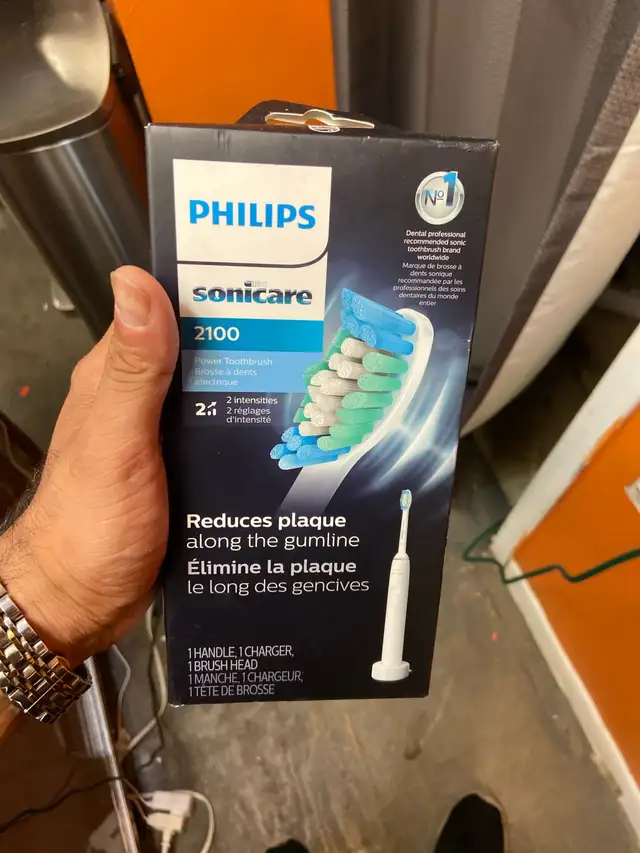 PHILIPS
sonicare
2100
Power Toothbrush
Brosse à dents
électrique
2 intensities
2 réglages
d'intensité
Nº1
Dental professional
recommended sonic
toothbrush brand
worldwide
Marque de brosse à
dents sonique
recommandée par les
professionnels des soins
dentaires du monde
entier
Reduces plaque
along the gumline
Élimine la plaque
le long des gencives
1 HANDLE, 1 CHARGER,
1 BRUSH HEAD
1 MANCHE, 1 CHARGEUR,
1 TÊTE DE BROSSE